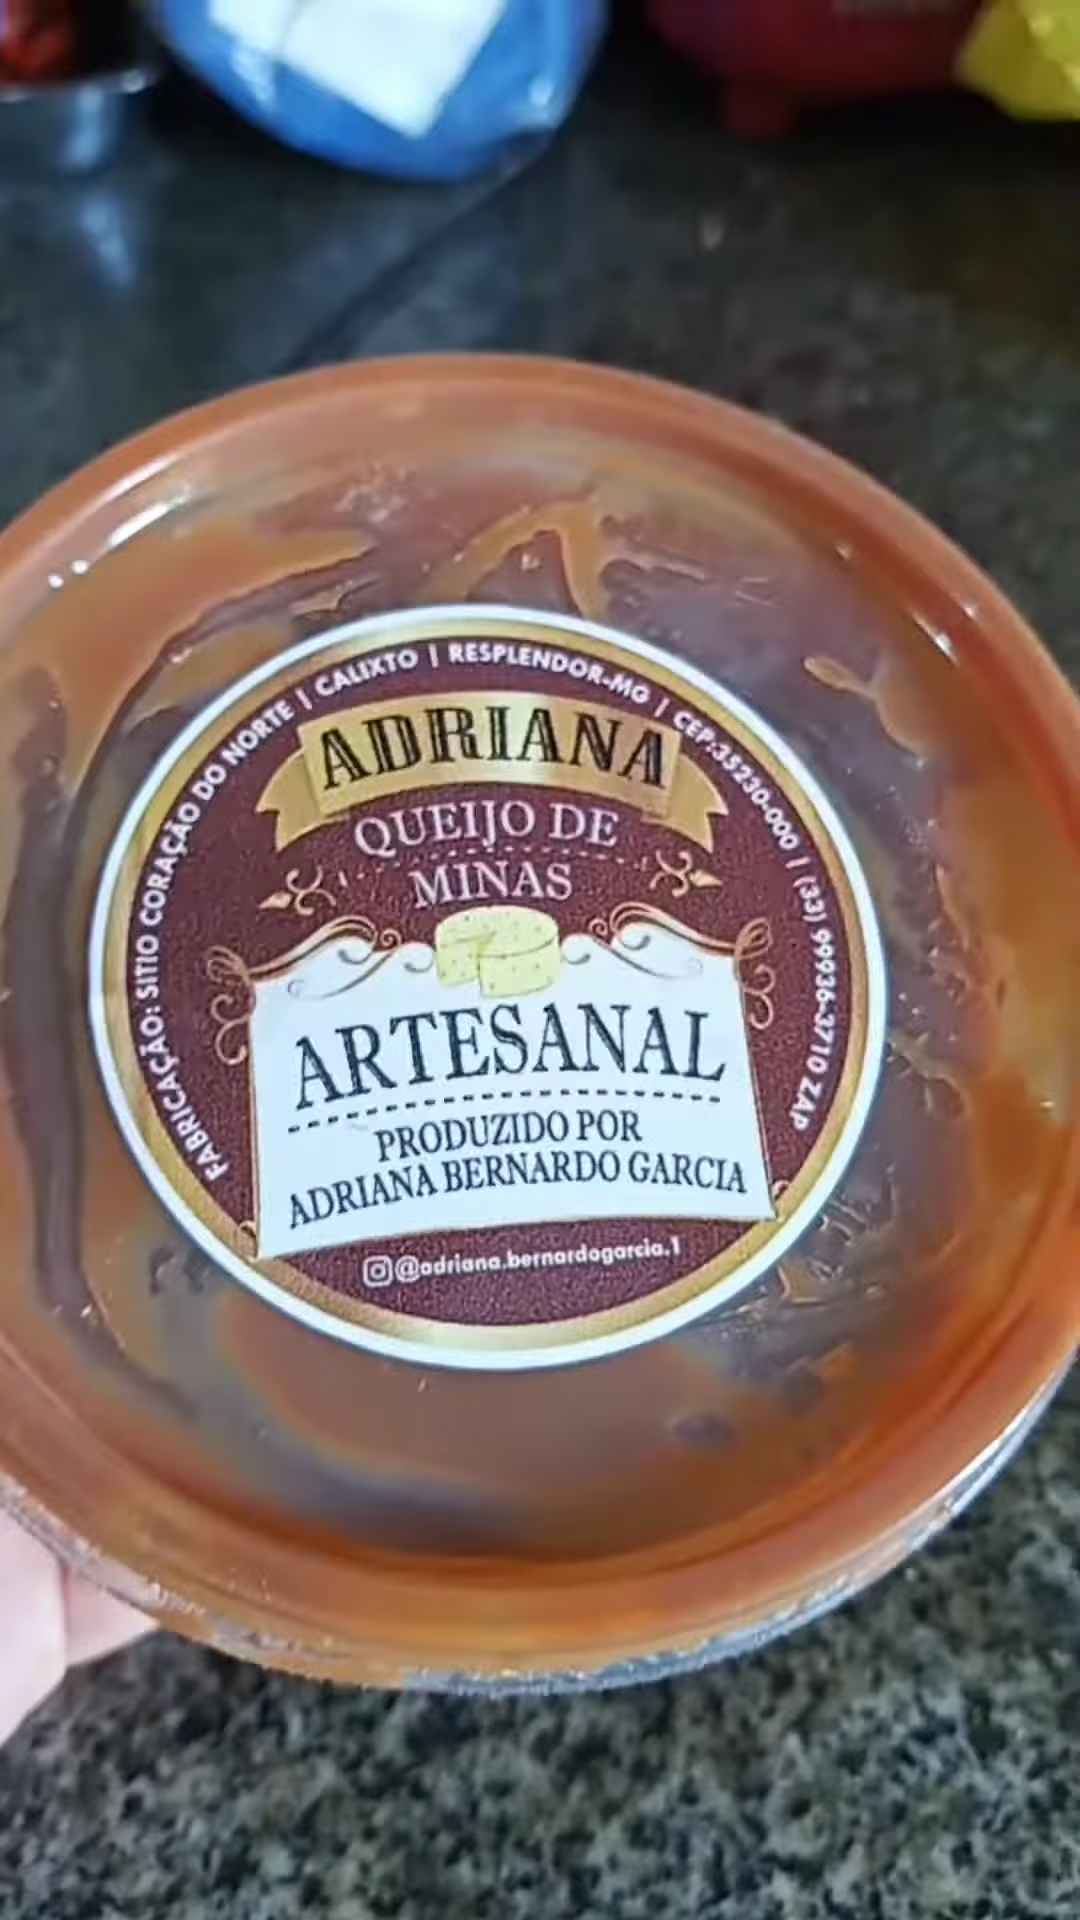 FABRICAÇÃO: SITIO CORAÇÃO DO NORTE | CALIXTO | RESPLENDOR-MG | CEP:35230-000 | (33) 99936-3710 ZAP
ADRIANA
QUEIJO DE
MINAS
ARTESANAL
PRODUZIDO POR
ADRIANA BERNARDO GARCIA
@adriana.bernardogarcia.1